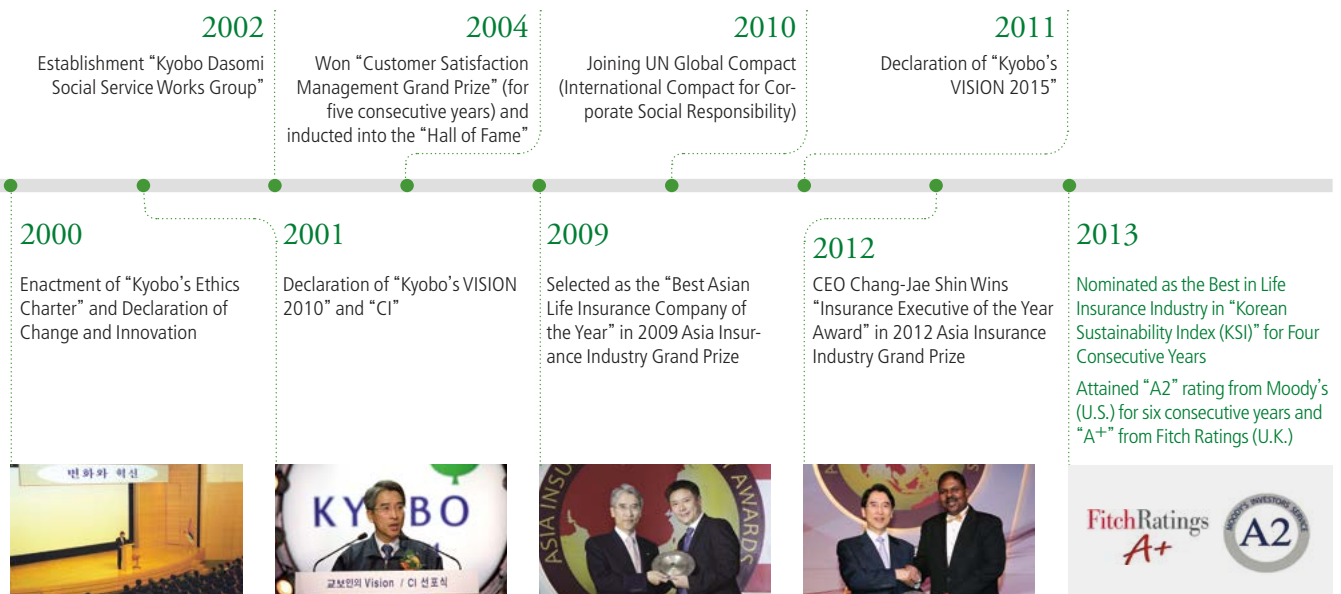 2002
Establishment “Kyobo Dasomi
Social Service Works Group”
2004
Won “Customer Satisfaction
Management Grand Prize” (for
five consecutive years) and
inducted into the “Hall of Fame”
2010
Joining UN Global Compact
(International Compact for Cor-
porate Social Responsibility)
2011
Declaration of “Kyobo’s
VISION 2015”
2000
Enactment of “Kyobo’s Ethics
Charter” and Declaration of
Change and Innovation
2001
Declaration of “Kyobo’s VISION
2010” and “CI”
2009
Selected as the “Best Asian
Life Insurance Company of
the Year” in 2009 Asia Insur-
ance Industry Grand Prize
2012
CEO Chang-Jae Shin Wins
“Insurance Executive of the Year
Award” in 2012 Asia Insurance
Industry Grand Prize
2013
Nominated as the Best in Life
Insurance Industry in “Korean
Sustainability Index (KSI)” for Four
Consecutive Years
Attained “A2” rating from Moody’s
(U.S.) for six consecutive years and
“A+” from Fitch Ratings (U.K.)
변화와 혁신
KYOBO
교보인의 Vision / CI 선포식
ASIA INSU
AWARDS
FitchRatings
A+
MOODY'S INVESTORS SERVICE
A2